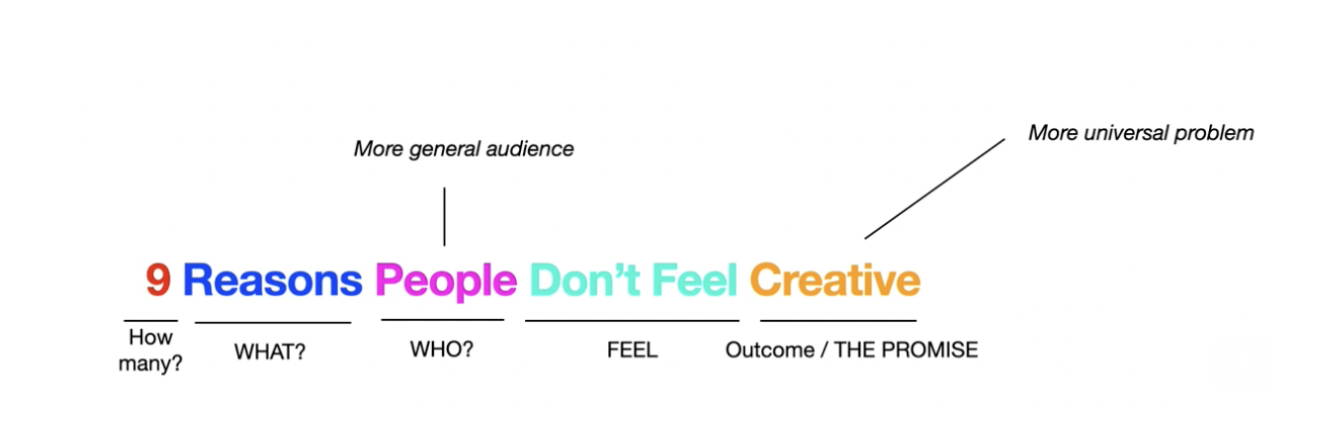 More universal problem
More general audience
9 Reasons People Don’t Feel Creative
How
many?
WHAT?
WHO?
FEEL
Outcome / THE PROMISE